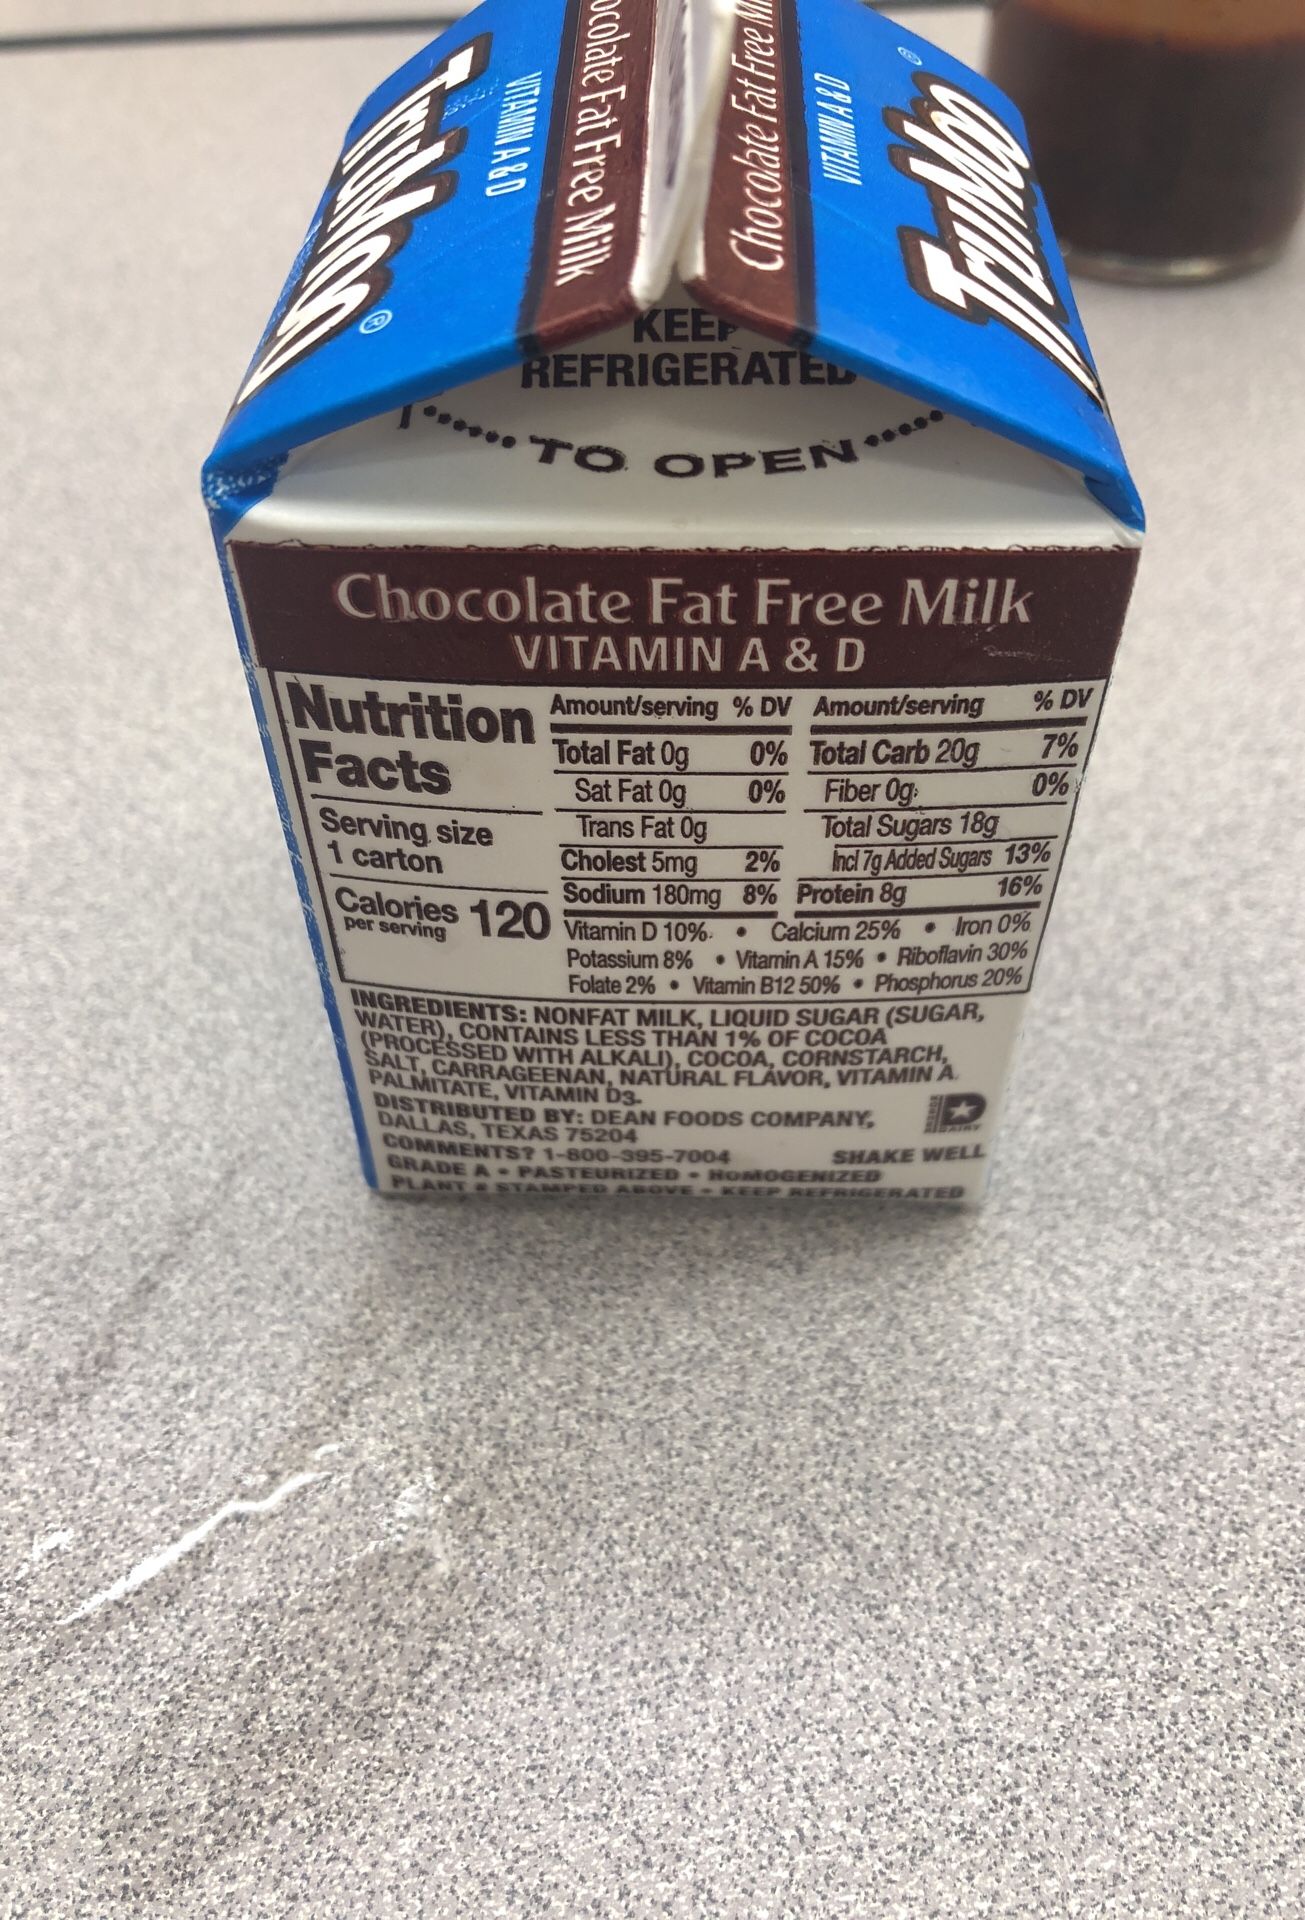 TruMoo ®
VITAMIN A & D
Chocolate Fat Free Milk
Chocolate Fat Free
VITAMIN A & D
TruMoo ®
KEEP
REFRIGERATED
TO OPEN
Chocolate Fat Free Milk
VITAMIN A & D
Nutrition
Facts
Serving size
1 carton
Calories 120
per serving
Amount/serving % DV
Total Fat 0g 0%
Sat Fat 0g 0%
Trans Fat 0g
Cholest 5mg 2%
Sodium 180mg 8%
Amount/serving % DV
Total Carb 20g 7%
Fiber 0g 0%
Total Sugars 18g
Incl 7g Added Sugars 13%
Protein 8g 16%
Vitamin D 10% • Calcium 25% • Iron 0%
Potassium 8% • Vitamin A 15% • Riboflavin 30%
Folate 2% • Vitamin B12 50% • Phosphorus 20%
INGREDIENTS: NONFAT MILK, LIQUID SUGAR (SUGAR,
WATER), CONTAINS LESS THAN 1% OF COCOA
(PROCESSED WITH ALKALI), COCOA, CORNSTARCH,
SALT, CARRAGEENAN, NATURAL FLAVOR, VITAMIN A
PALMITATE, VITAMIN D3.
DISTRIBUTED BY: DEAN FOODS COMPANY,
DALLAS, TEXAS 75204
COMMENTS? 1-800-395-7004 SHAKE WELL
GRADE A • PASTEURIZED • HOMOGENIZED
PLANT # STAMPED ABOVE • KEEP REFRIGERATED